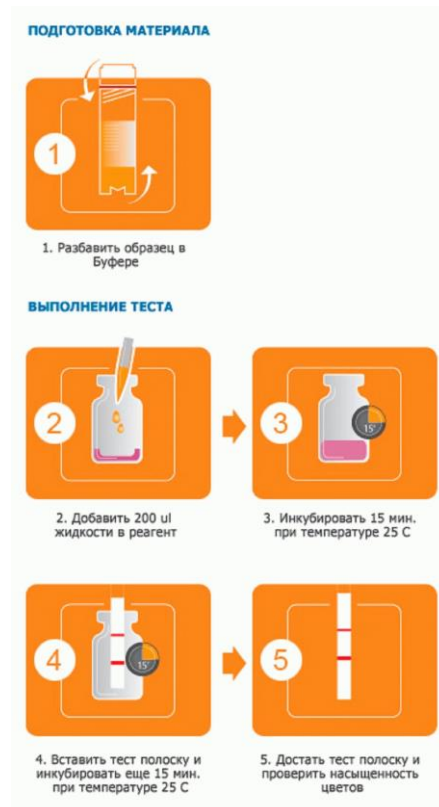 ПОДГОТОВКА МАТЕРИАЛА
1
1. Разбавить образец в
Буфере
ВЫПОЛНЕНИЕ ТЕСТА
2
2. Добавить 200 ul
жидкости в реагент
3
15'
3. Инкубировать 15 мин.
при температуре 25 C
4
15'
4. Вставить тест полоску и
инкубировать еще 15 мин.
при температуре 25 C
5
5. Достать тест полоску и
проверить насыщенность
цветов